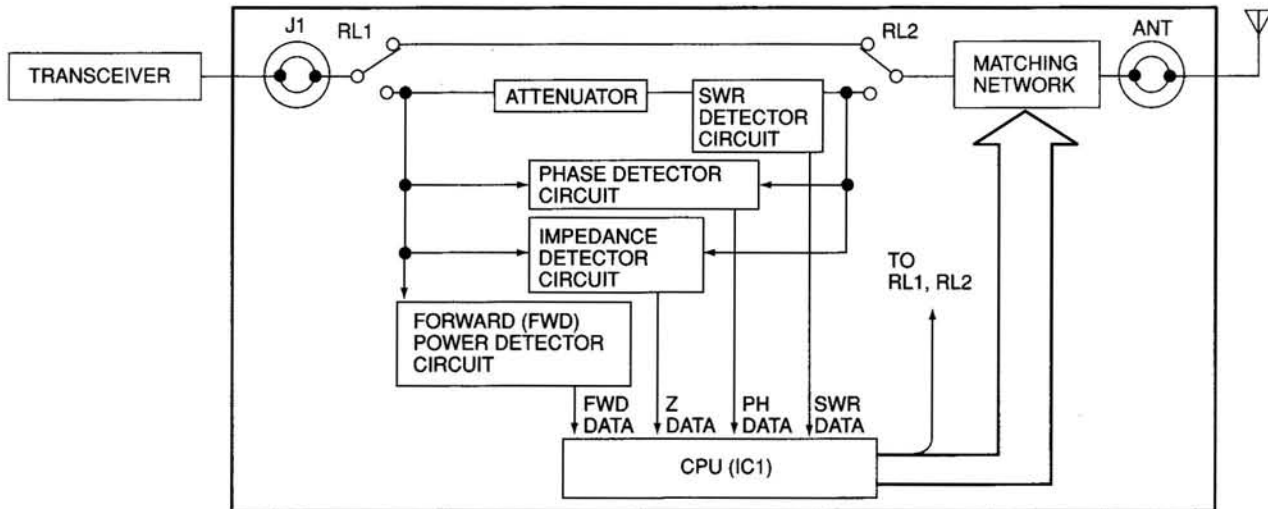 J1
RL1
RL2
ANT
TRANSCEIVER
MATCHING
NETWORK
ATTENUATOR
SWR
DETECTOR
CIRCUIT
PHASE DETECTOR
CIRCUIT
IMPEDANCE
DETECTOR
CIRCUIT
TO
RL1, RL2
FORWARD (FWD)
POWER DETECTOR
CIRCUIT
FWD
DATA
Z
DATA
PH
DATA
SWR
DATA
CPU (IC1)